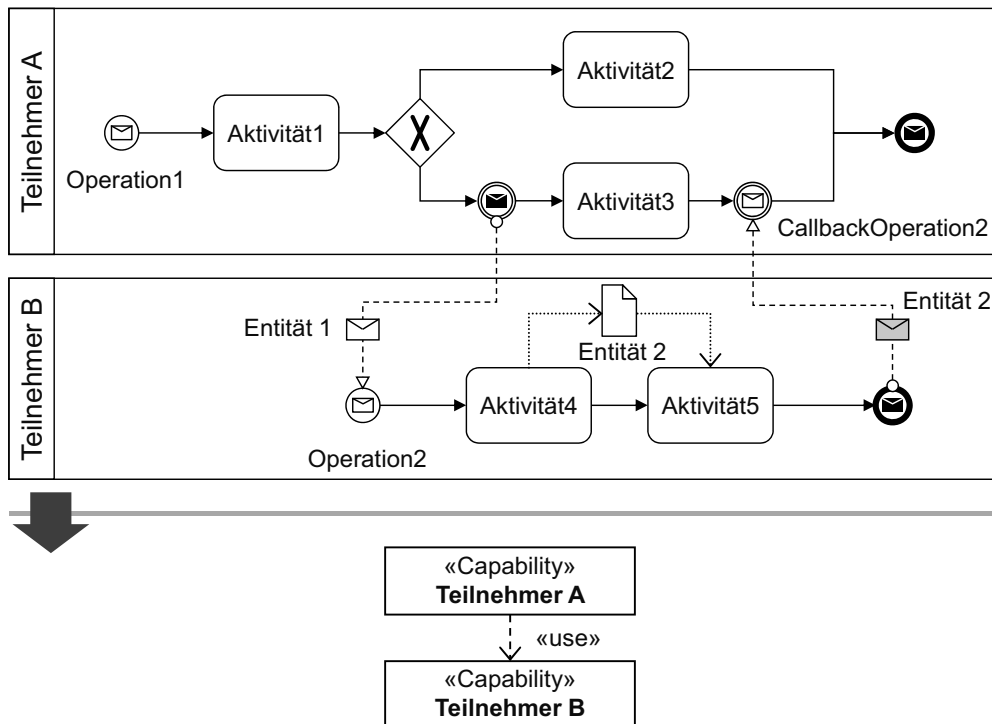 Teilnehmer A
Aktivität2
Aktivität1
X
Operation1
Aktivität3
CallbackOperation2
Teilnehmer B
Entität 1
Entität 2
Entität 2
Aktivität4
Aktivität5
Operation2
«Capability»
Teilnehmer A
«use»
«Capability»
Teilnehmer B